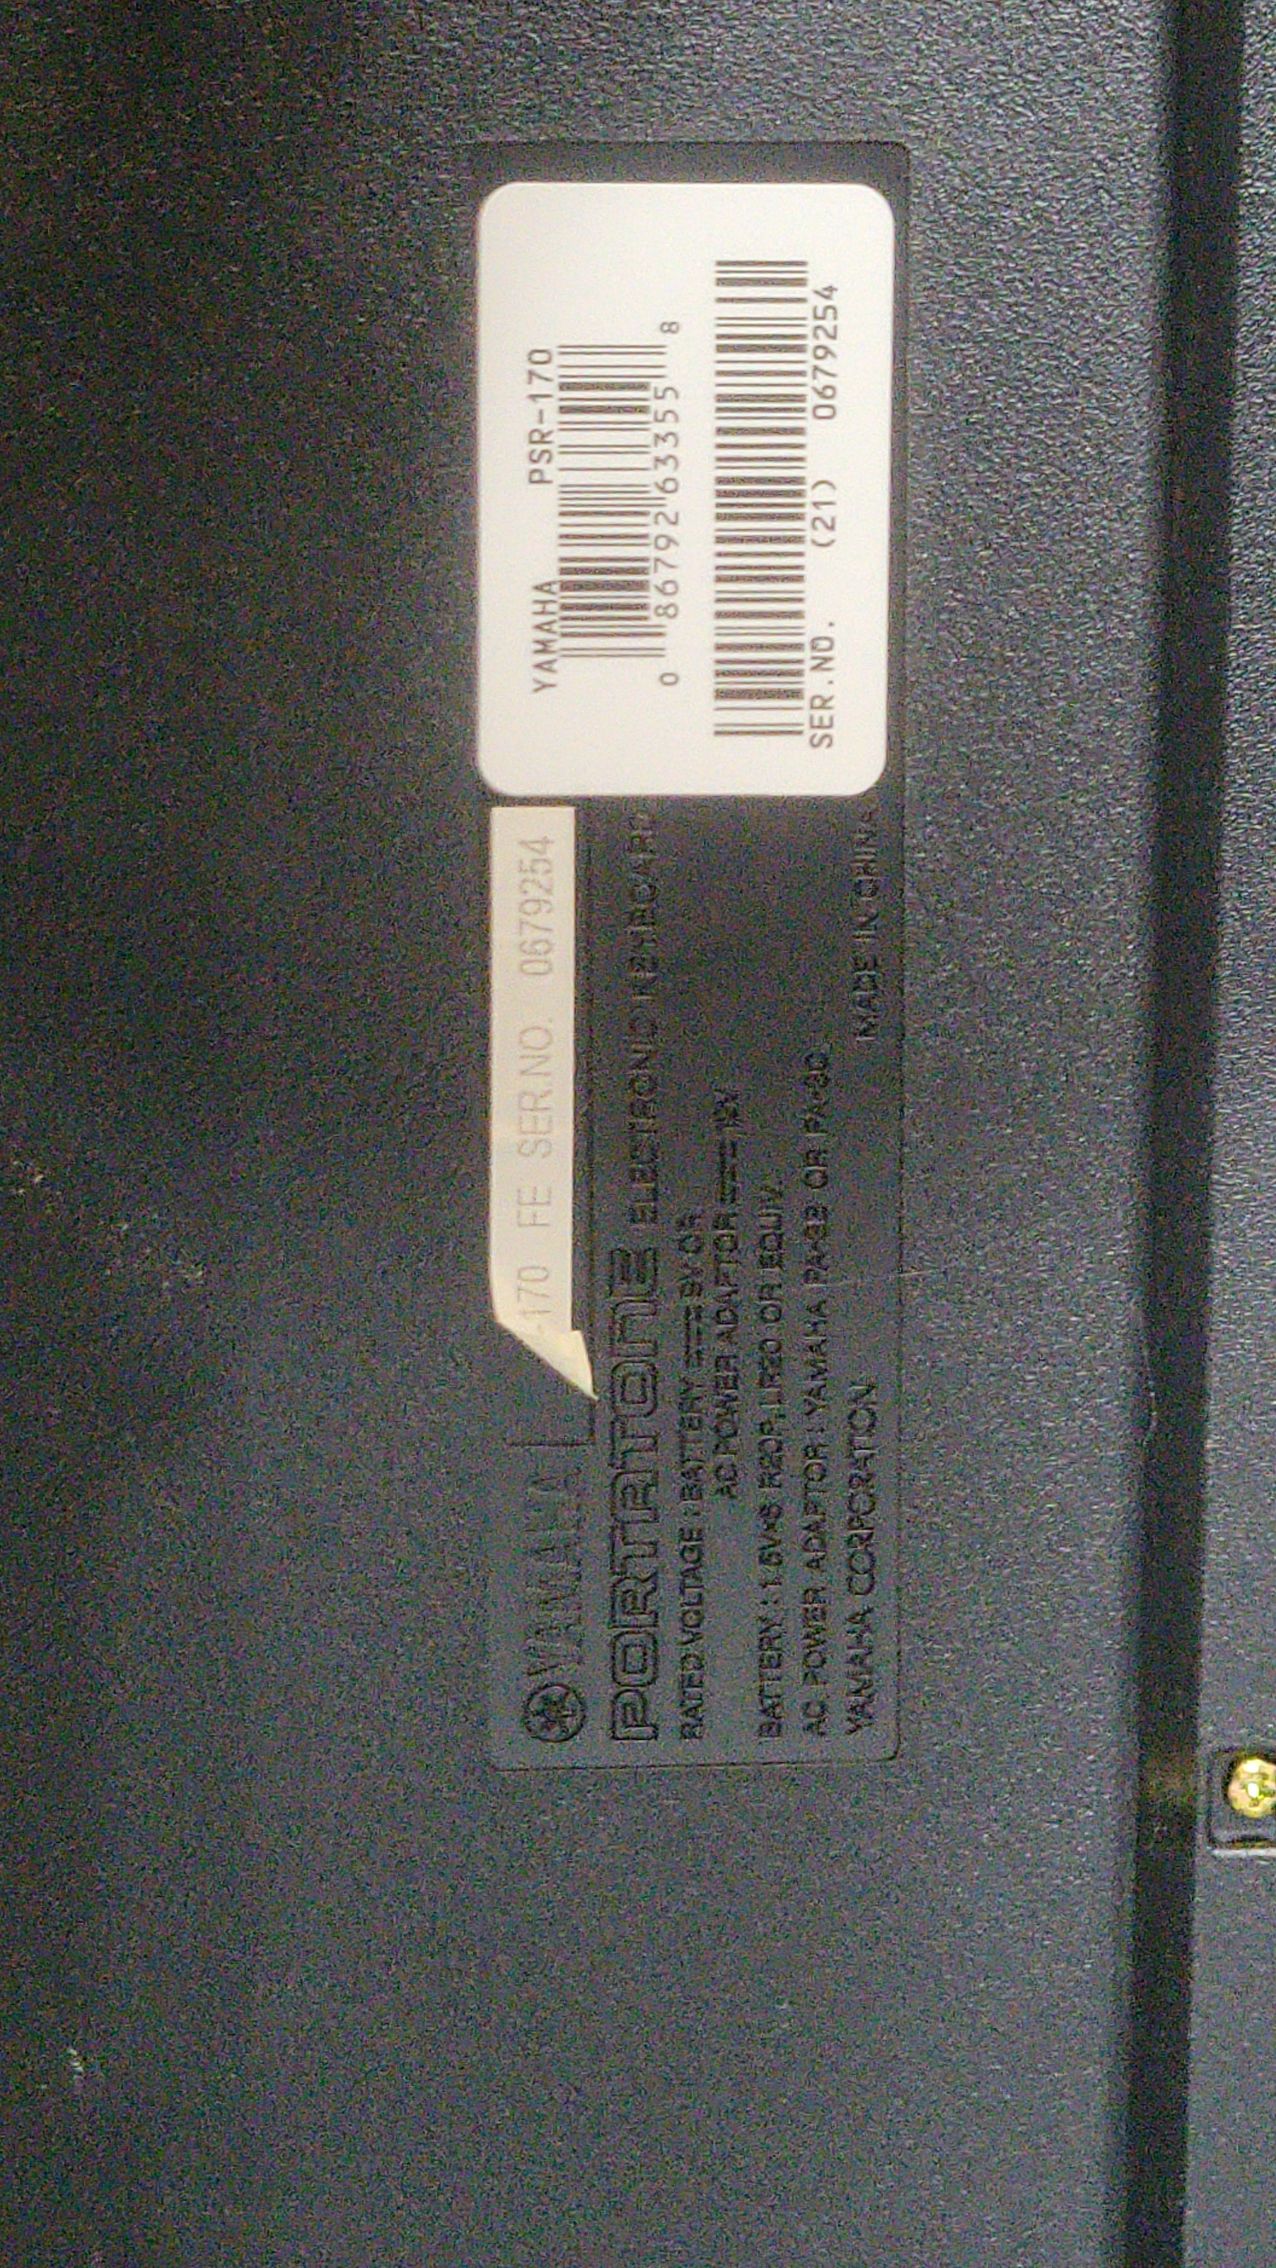 YAMAHA
-170 FE SER.NO. 0679254
PORTATONE ELECTRONIC KEYBOARD
RATED VOLTAGE : BATTERY 9V OR
AC POWER ADAPTOR 12V
BATTERY : 1.5V×6 R20P, LR20 OR EQUIV.
AC POWER ADAPTOR : YAMAHA PA-3B OR PA-3C
YAMAHA CORPORATION MADE IN CHINA
YAMAHA PSR-170
0 86792 63355 8
SER.NO. (21) 0679254